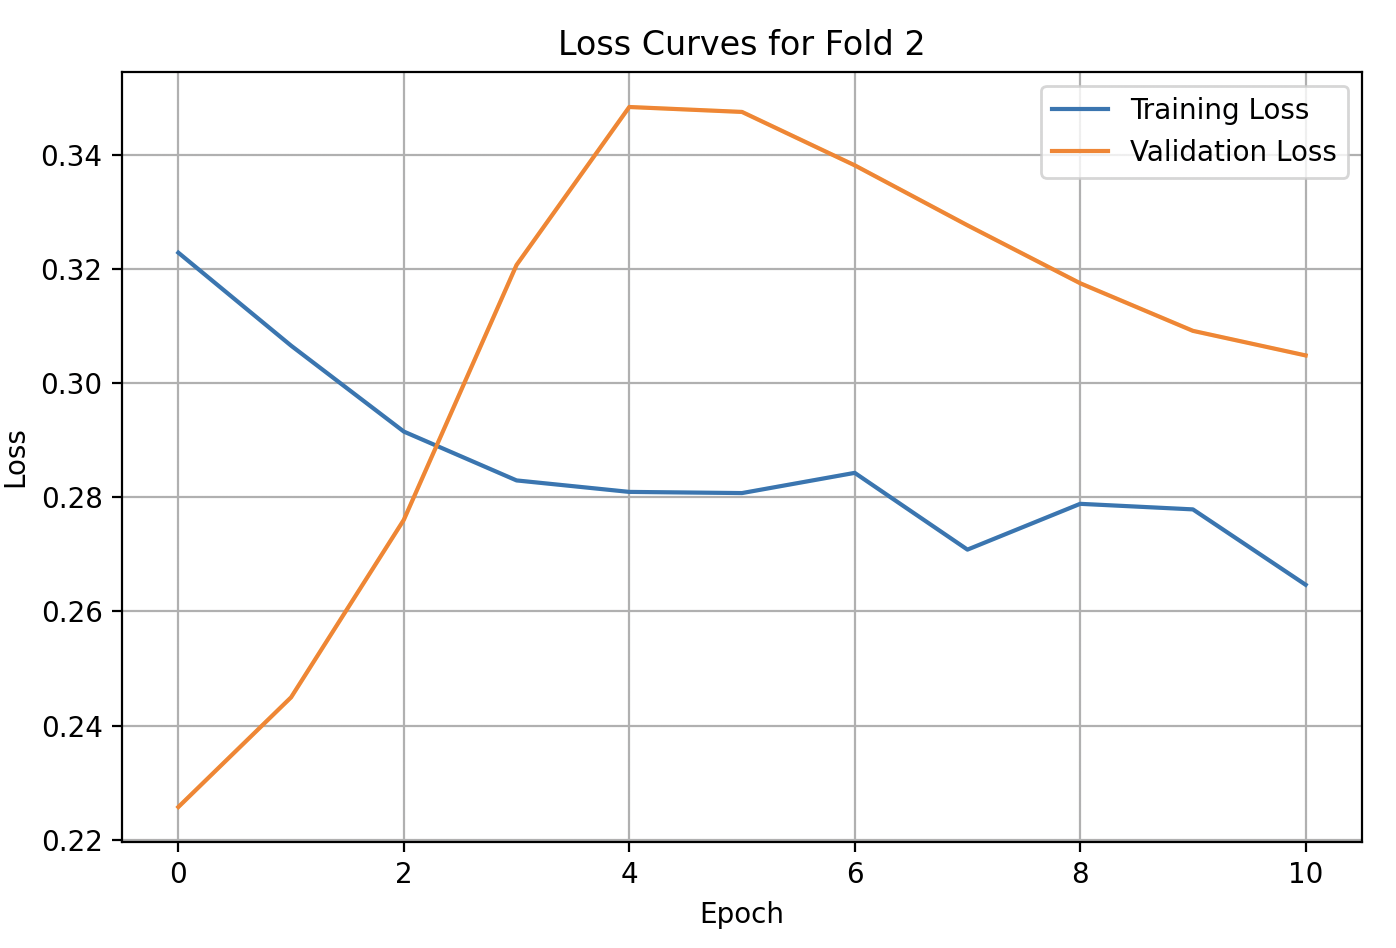 Loss Curves for Fold 2
Training Loss
Validation Loss
0.34
0.32
0.30
0.28
0.26
0.24
0.22
Loss
0 2 4 6 8 10
Epoch